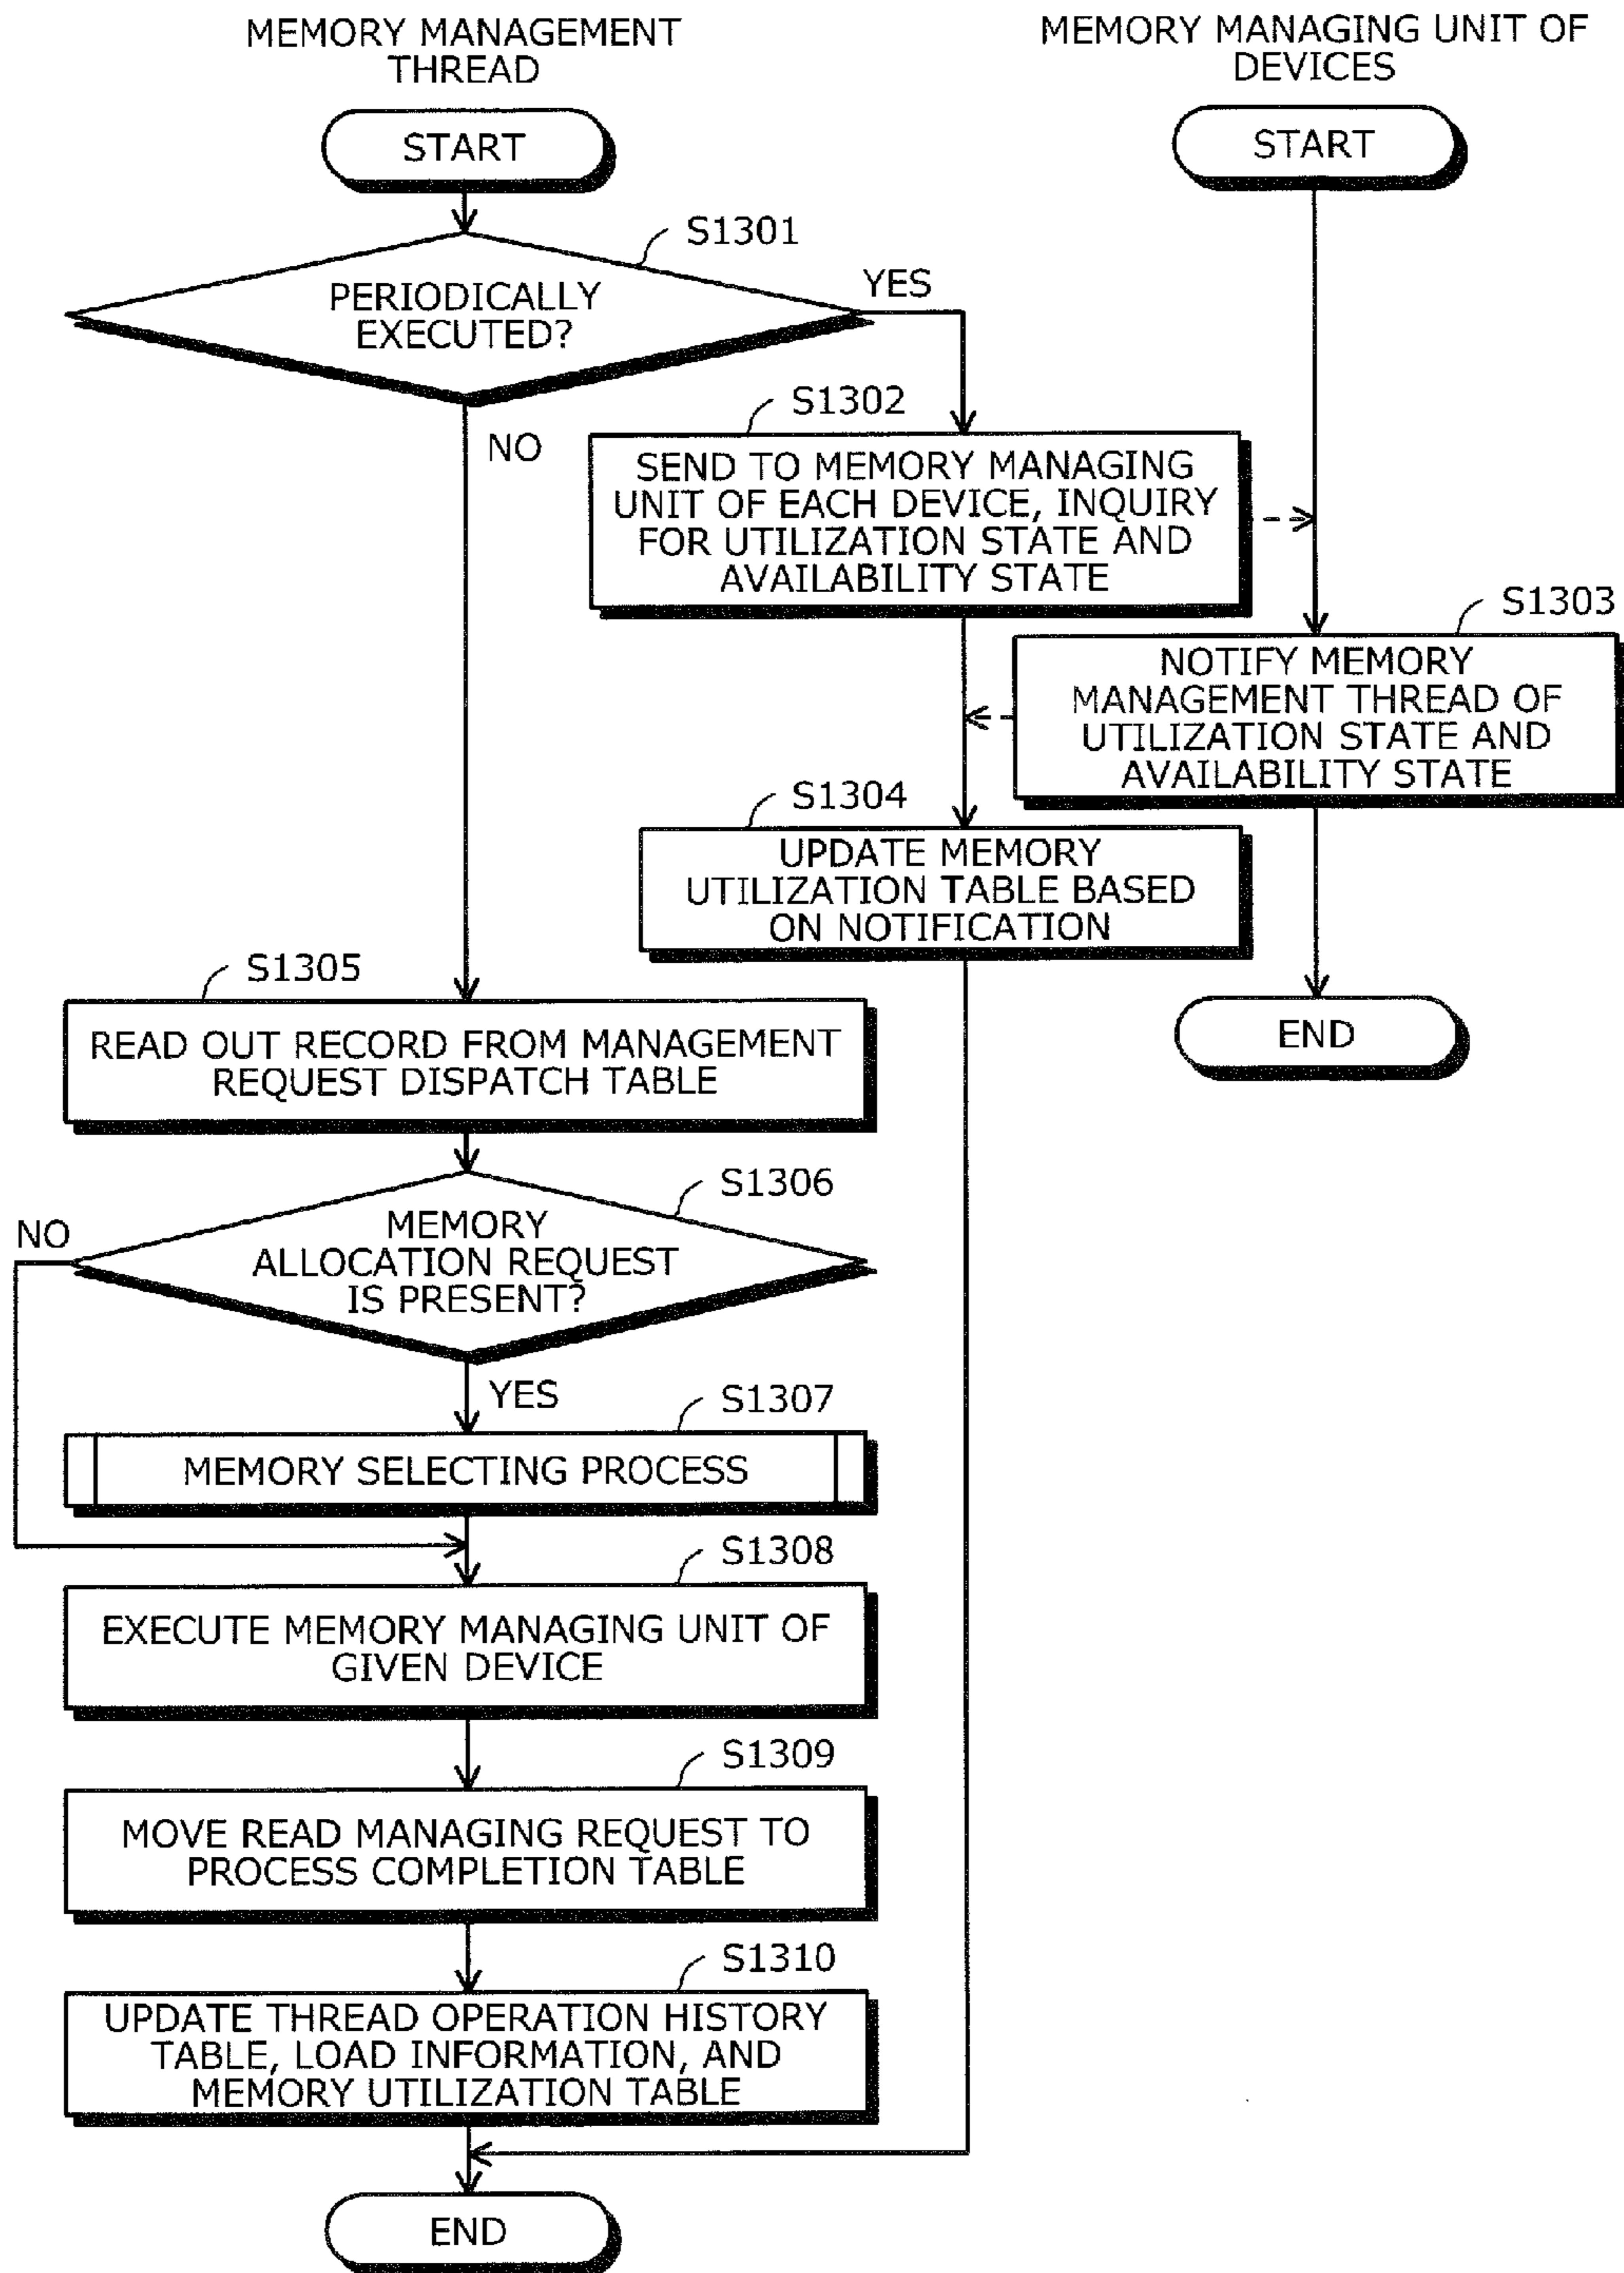 MEMORY MANAGEMENT
THREAD
MEMORY MANAGING UNIT OF
DEVICES
START
START
S1301
PERIODICALLY
EXECUTED?
YES
NO
S1302
SEND TO MEMORY MANAGING
UNIT OF EACH DEVICE, INQUIRY
FOR UTILIZATION STATE AND
AVAILABILITY STATE
S1303
NOTIFY MEMORY
MANAGEMENT THREAD OF
UTILIZATION STATE AND
AVAILABILITY STATE
S1304
UPDATE MEMORY
UTILIZATION TABLE BASED
ON NOTIFICATION
END
S1305
READ OUT RECORD FROM MANAGEMENT
REQUEST DISPATCH TABLE
S1306
NO
MEMORY
ALLOCATION REQUEST
IS PRESENT?
YES
S1307
MEMORY SELECTING PROCESS
S1308
EXECUTE MEMORY MANAGING UNIT OF
GIVEN DEVICE
S1309
MOVE READ MANAGING REQUEST TO
PROCESS COMPLETION TABLE
S1310
UPDATE THREAD OPERATION HISTORY
TABLE, LOAD INFORMATION, AND
MEMORY UTILIZATION TABLE
END